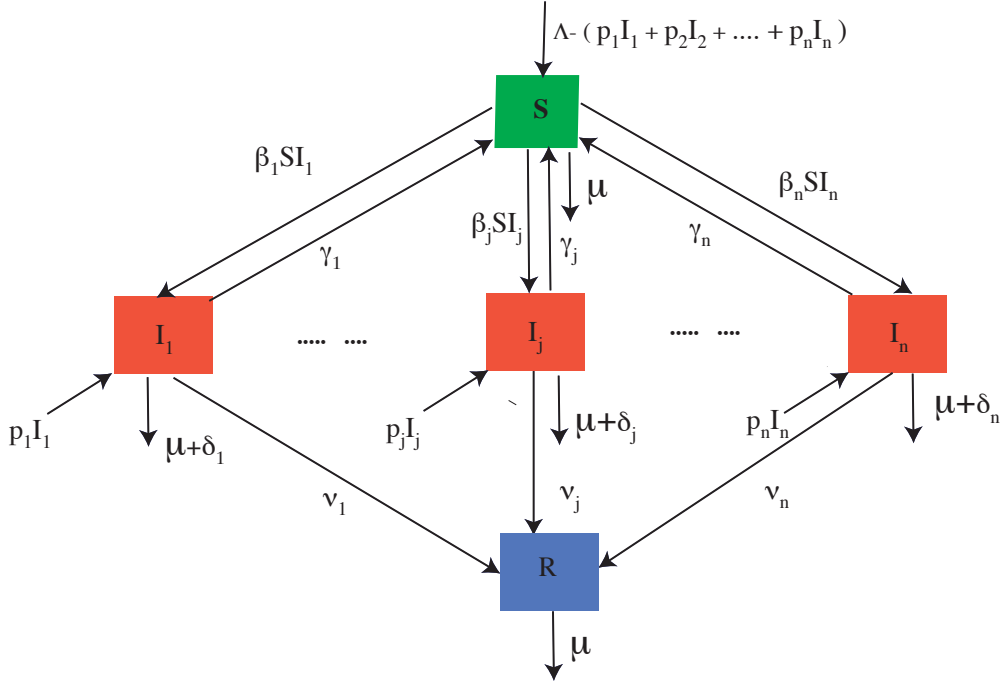 Λ- ( p₁I₁ + p₂I₂ + .... + pₙIₙ )
S
β₁SI₁
βₙSIₙ
μ
βⱼSIⱼ
γ₁
γⱼ
γₙ
I₁
..... ....
Iⱼ
..... ....
Iₙ
p₁I₁
μ+δ₁
pⱼIⱼ
μ+δⱼ
pₙIₙ
μ+δₙ
ν₁
νⱼ
νₙ
R
μ